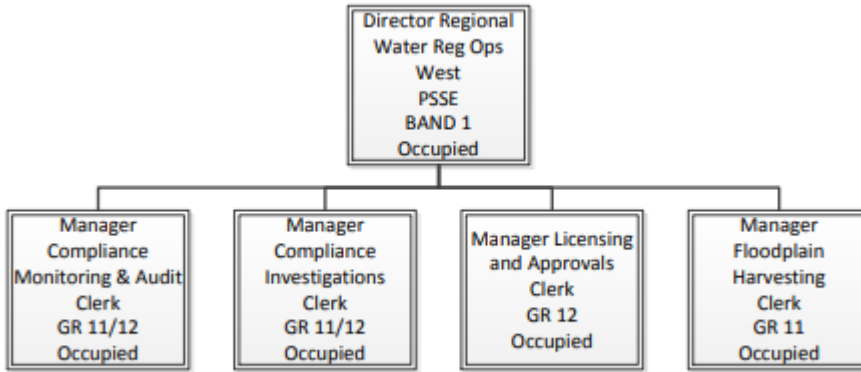 Director Regional
Water Reg Ops
West
PSSE
BAND 1
Occupied
Manager
Compliance
Monitoring & Audit
Clerk
GR 11/12
Occupied
Manager
Compliance
Investigations
Clerk
GR 11/12
Occupied
Manager Licensing
and Approvals
Clerk
GR 12
Occupied
Manager
Floodplain
Harvesting
Clerk
GR 11
Occupied